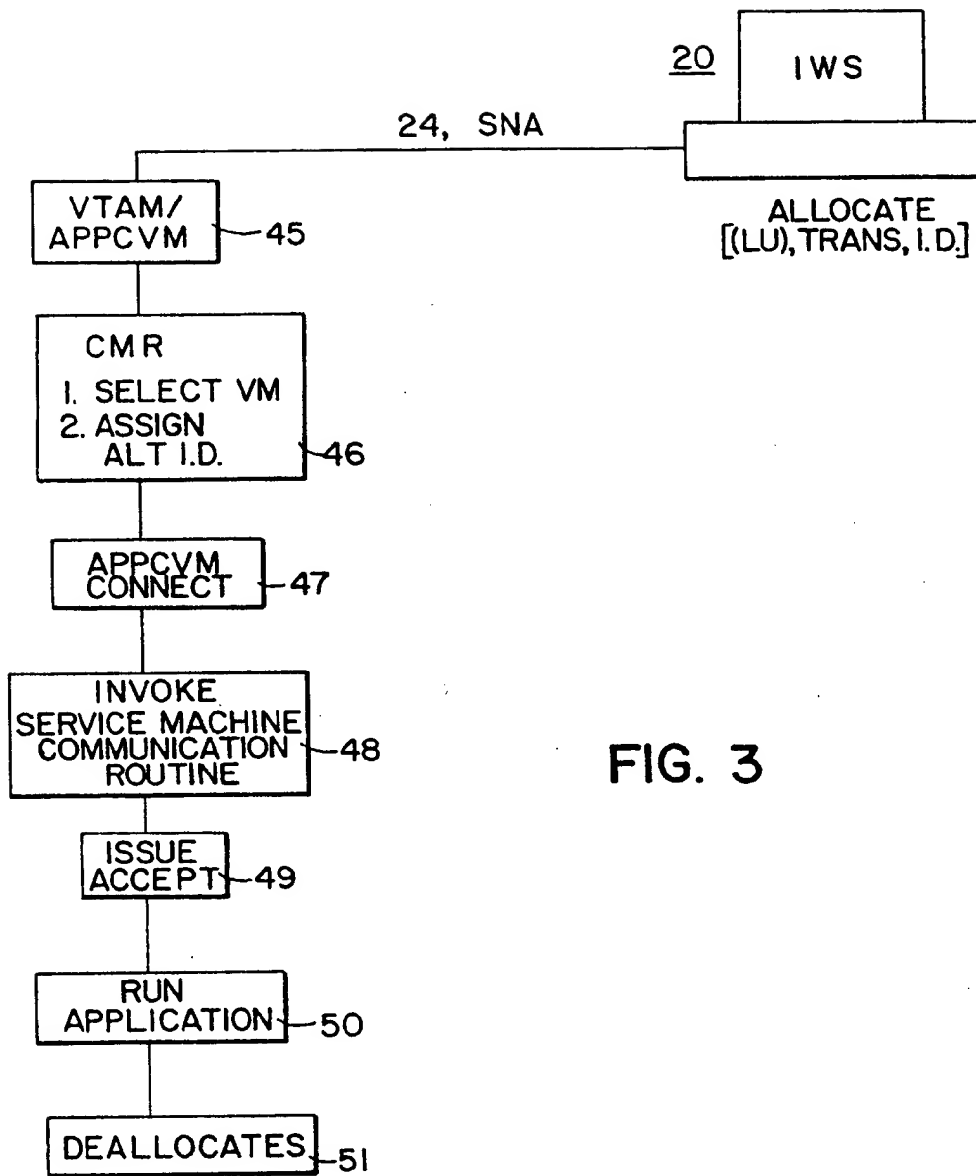 20
IWS
24, SNA
ALLOCATE
[(LU), TRANS, I.D.]
VTAM/
APPCVM
45
CMR
1. SELECT VM
2. ASSIGN
ALT I.D.
46
APPCVM
CONNECT
47
INVOKE
SERVICE MACHINE
COMMUNICATION
ROUTINE
48
FIG. 3
ISSUE
ACCEPT
49
RUN
APPLICATION
50
DEALLOCATES
51